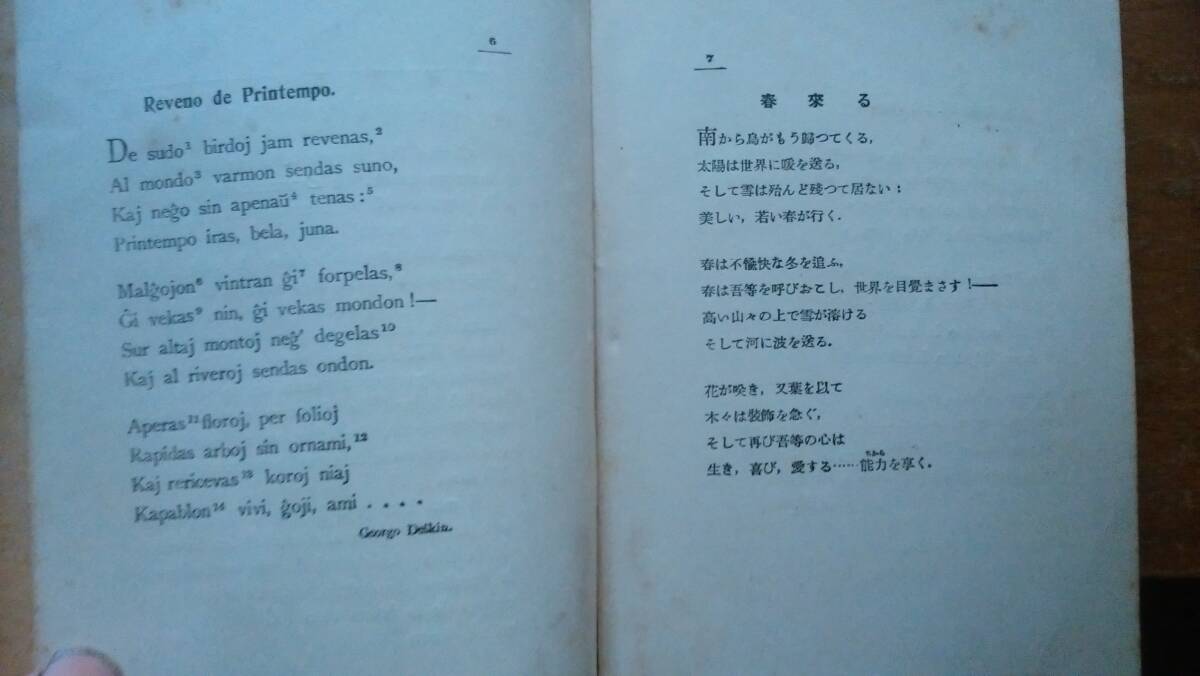 6
Reveno de Printempo.
De sudo¹ birdoj jam revenas,²
Al mondo³ varmon sendas suno,
Kaj neĝo sin apenaŭ⁴ tenas:⁵
Printempo iras, bela, juna.
Malĝojon⁶ vintran ĝi⁷ forpelas,⁸
Ĝi vekas⁹ nin, ĝi vekas mondon!—
Sur altaj montoj neĝ' degelas¹⁰
Kaj al riveroj sendas ondon.
Aperas¹¹ floroj, per folioj
Rapidas arboj sin ornami,¹²
Kaj rericevas¹³ koroj niaj
Kapablon¹⁴ vivi, ĝoji, ami . . . .
Georgo Deŝkin.
7
春來る
南から鳥がもう歸つてくる,
太陽は世界に暖を送る,
そして雪は殆んど殘つて居ない:
美しい, 若い春が行く.
春は不愉快な冬を追ふ,
春は吾等を呼びおこし, 世界を目覺まさす!—
高い山々の上で雪が溶ける
そして河に波を送る.
花が咲き, 又葉を以て
木々は裝飾を急ぐ,
そして再び吾等の心は
生き, 喜び, 愛する……能力を享く.
ちから